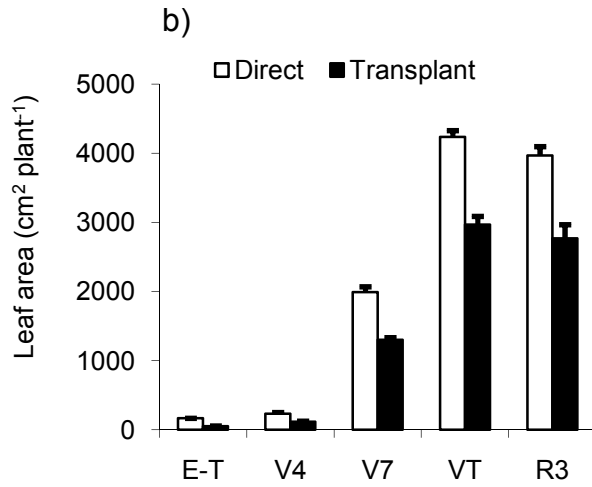 b)
Direct Transplant
Leaf area (cm² plant⁻¹)
5000
4000
3000
2000
1000
0
E-T V4 V7 VT R3